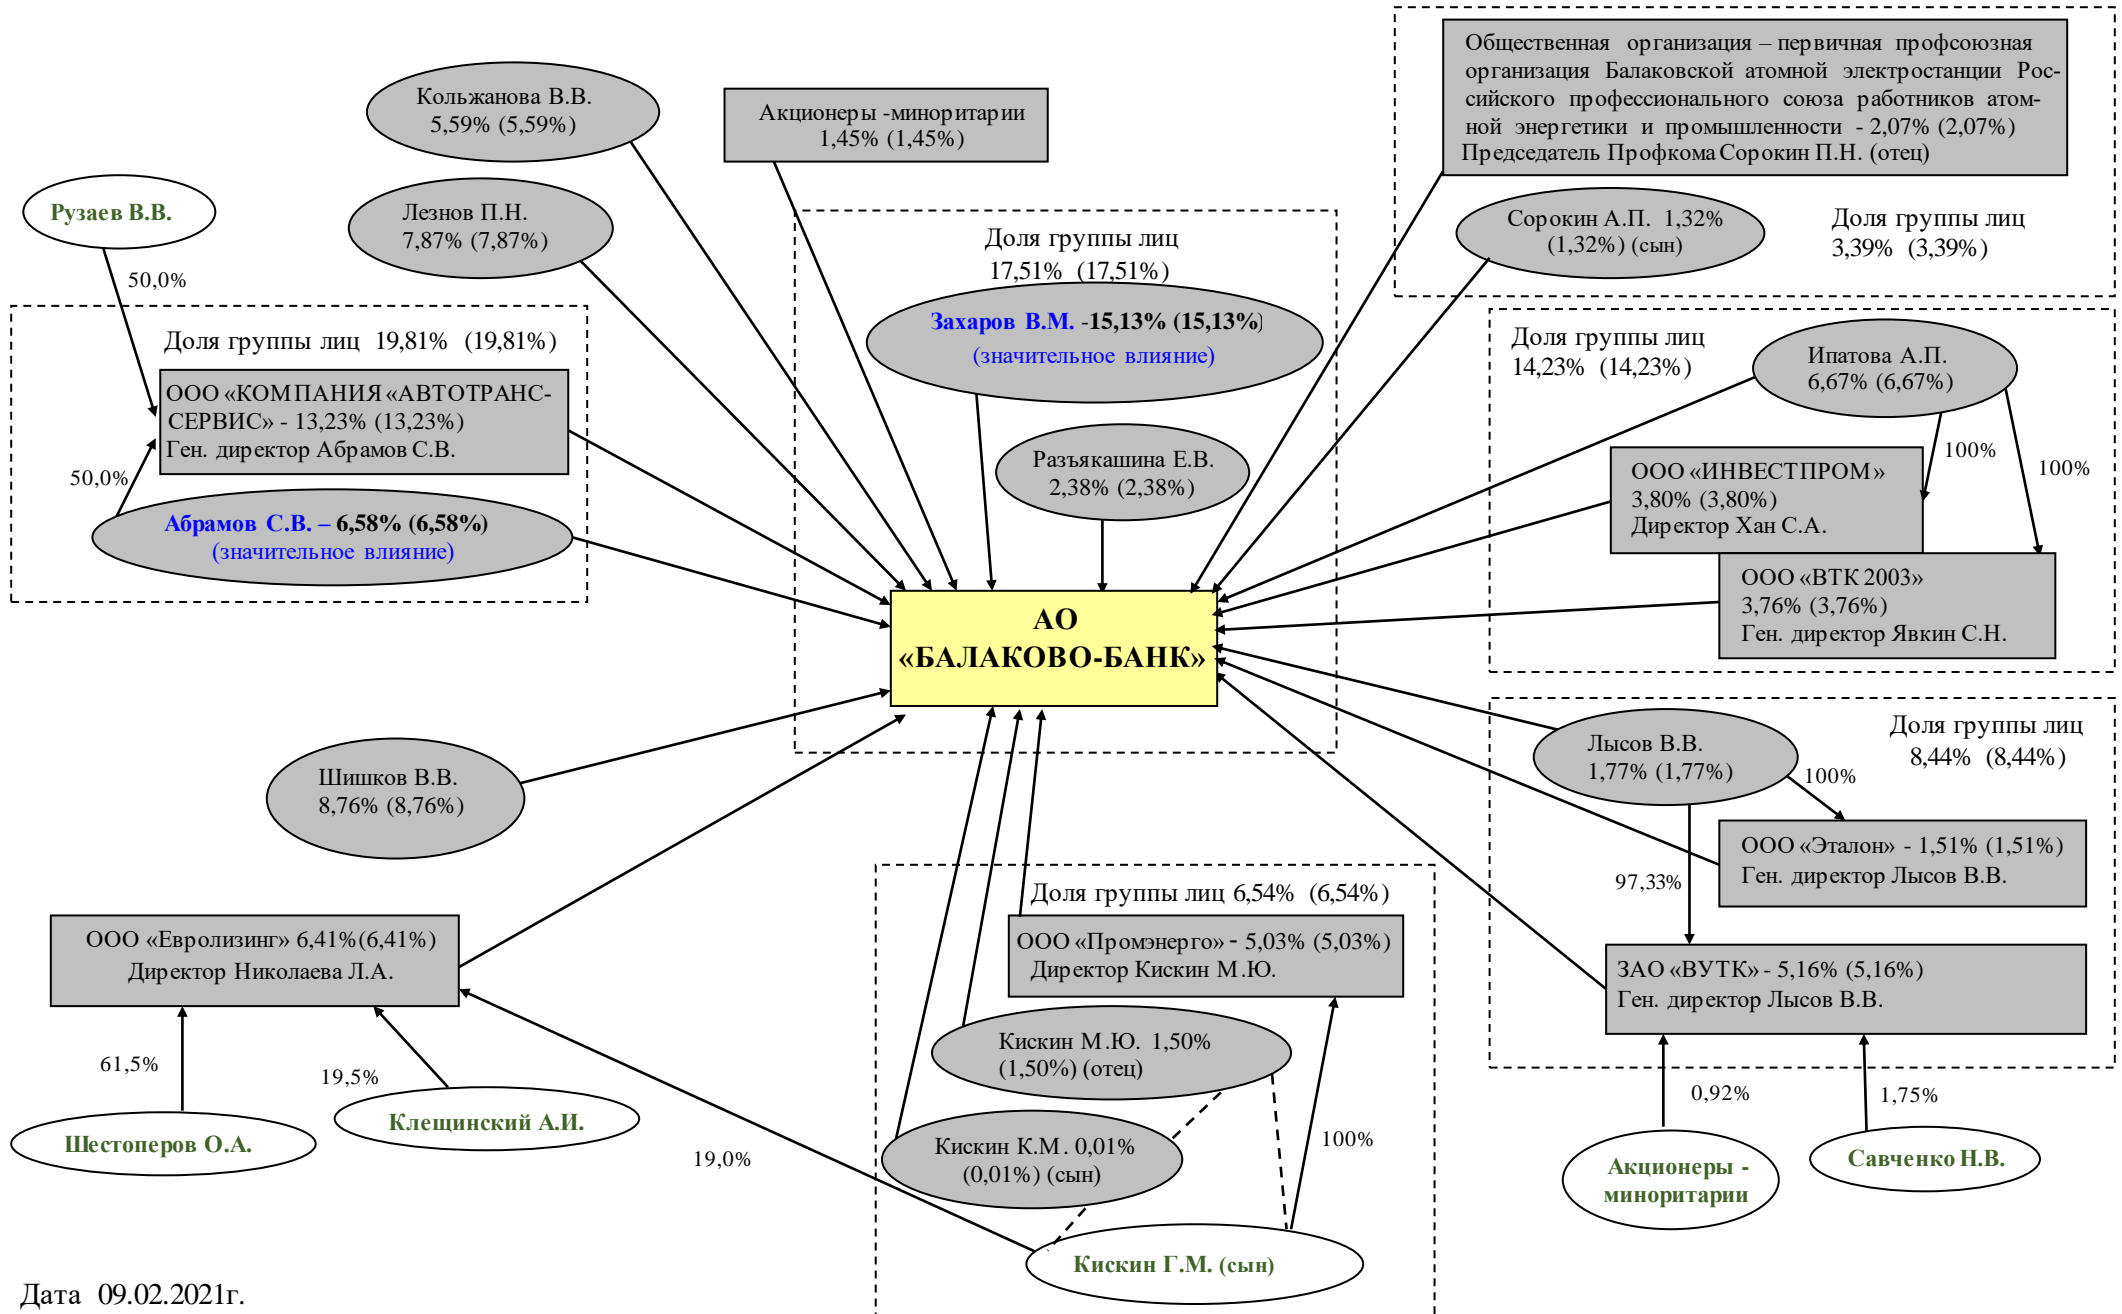 Общественная организация – первичная профсоюзная
организация Балаковской атомной электростанции Рос-
сийского профессионального союза работников атом-
ной энергетики и промышленности - 2,07% (2,07%)
Председатель Профкома Сорокин П.Н. (отец)
Кольжанова В.В.
5,59% (5,59%)
Акционеры -миноритарии
1,45% (1,45%)
Рузаев В.В.
Лезнов П.Н.
7,87% (7,87%)
Сорокин А.П. 1,32%
(1,32%) (сын)
Доля группы лиц
3,39% (3,39%)
Доля группы лиц
17,51% (17,51%)
50,0%
Захаров В.М. -15,13% (15,13%)
(значительное влияние)
Доля группы лиц 19,81% (19,81%)
ООО «КОМПАНИЯ «АВТОТРАНС-
СЕРВИС» - 13,23% (13,23%)
Ген. директор Абрамов С.В.
50,0%
Абрамов С.В. – 6,58% (6,58%)
(значительное влияние)
Разъякашина Е.В.
2,38% (2,38%)
Доля группы лиц
14,23% (14,23%)
Ипатова А.П.
6,67% (6,67%)
100%
100%
ООО «ИНВЕСТПРОМ»
3,80% (3,80%)
Директор Хан С.А.
ООО «ВТК 2003»
3,76% (3,76%)
Ген. директор Явкин С.Н.
АО
«БАЛАКОВО-БАНК»
Доля группы лиц
8,44% (8,44%)
Лысов В.В.
1,77% (1,77%)
100%
ООО «Эталон» - 1,51% (1,51%)
Ген. директор Лысов В.В.
97,33%
ЗАО «ВУТК» - 5,16% (5,16%)
Ген. директор Лысов В.В.
0,92%
1,75%
Акционеры -
миноритарии
Савченко Н.В.
Шишков В.В.
8,76% (8,76%)
ООО «Евролизинг» 6,41%(6,41%)
Директор Николаева Л.А.
61,5%
19,5%
Шестоперов О.А.
Клещинский А.И.
19,0%
Доля группы лиц 6,54% (6,54%)
ООО «Промэнерго» - 5,03% (5,03%)
Директор Кискин М.Ю.
Кискин М.Ю. 1,50%
(1,50%) (отец)
Кискин К.М. 0,01%
(0,01%) (сын)
100%
Кискин Г.М. (сын)
Дата 09.02.2021г.